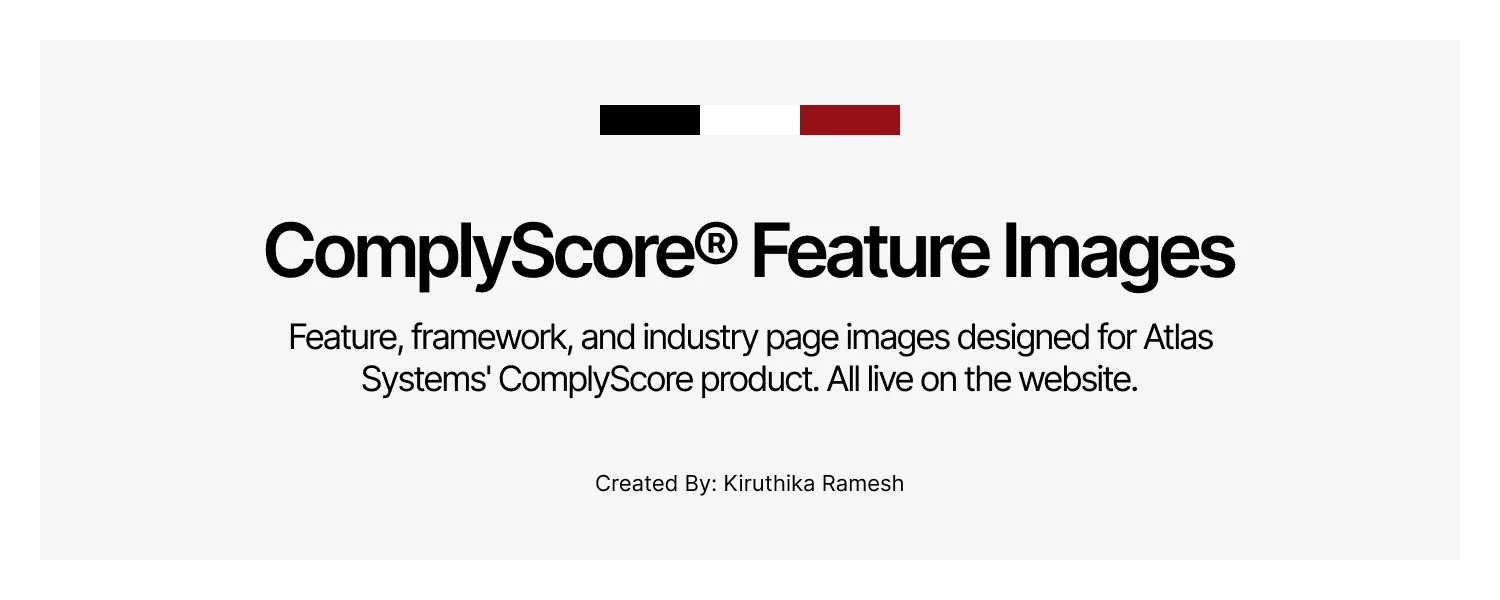 ComplyScore® Feature Images
Feature, framework, and industry page images designed for Atlas
Systems' ComplyScore product. All live on the website.
Created By: Kiruthika Ramesh